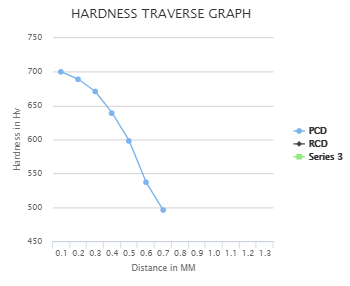 HARDNESS TRAVERSE GRAPH
750
700
650
600
550
500
450
Hardness in Hv
0.1 0.2 0.3 0.4 0.5 0.6 0.7 0.8 0.9 1.0 1.1 1.2 1.3
Distance in MM
PCD
RCD
Series 3